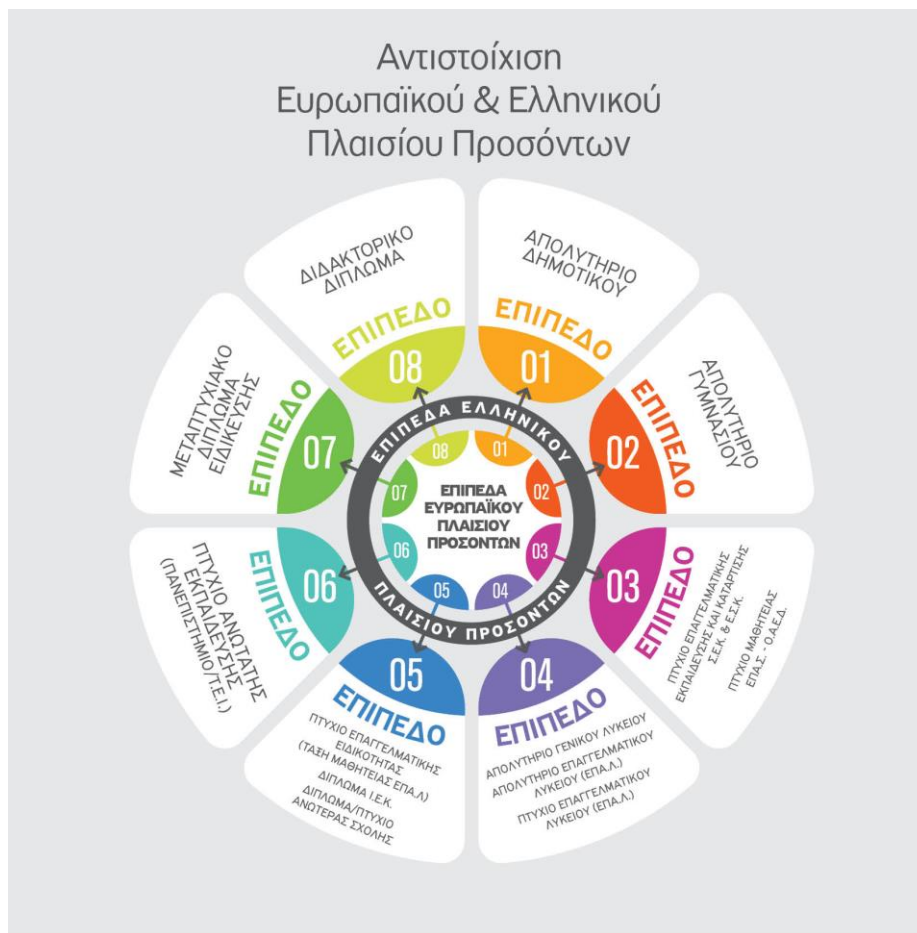 Αντιστοίχιση
Ευρωπαϊκού & Ελληνικού
Πλαισίου Προσόντων
ΑΠΟΛΥΤΗΡΙΟ
ΔΗΜΟΤΙΚΟΥ
ΕΠΙΠΕΔΟ
01
ΑΠΟΛΥΤΗΡΙΟ
ΓΥΜΝΑΣΙΟΥ
ΕΠΙΠΕΔΟ
02
ΕΠΙΠΕΔΟ
03
ΠΤΥΧΙΟ ΕΠΑΓΓΕΛΜΑΤΙΚΗΣ
ΕΚΠΑΙΔΕΥΣΗΣ ΚΑΙ ΚΑΤΑΡΤΙΣΗΣ
Σ.Ε.Κ. & Ε.Σ.Κ.
ΠΤΥΧΙΟ ΜΑΘΗΤΕΙΑΣ
ΕΠΑ.Σ. - Ο.Α.Ε.Δ.
04
ΕΠΙΠΕΔΟ
ΑΠΟΛΥΤΗΡΙΟ ΓΕΝΙΚΟΥ ΛΥΚΕΙΟΥ
ΑΠΟΛΥΤΗΡΙΟ ΕΠΑΓΓΕΛΜΑΤΙΚΟΥ
ΛΥΚΕΙΟΥ (ΕΠΑ.Λ.)
ΠΤΥΧΙΟ ΕΠΑΓΓΕΛΜΑΤΙΚΟΥ
ΛΥΚΕΙΟΥ (ΕΠΑ.Λ.)
05
ΕΠΙΠΕΔΟ
ΠΤΥΧΙΟ ΕΠΑΓΓΕΛΜΑΤΙΚΗΣ
ΕΙΔΙΚΟΤΗΤΑΣ
(ΤΑΞΗ ΜΑΘΗΤΕΙΑΣ ΕΠΑ.Λ)
ΔΙΠΛΩΜΑ Ι.Ε.Κ.
ΔΙΠΛΩΜΑ/ΠΤΥΧΙΟ
ΑΝΩΤΕΡΑΣ ΣΧΟΛΗΣ
06
ΕΠΙΠΕΔΟ
ΠΤΥΧΙΟ ΑΝΩΤΑΤΗΣ
ΕΚΠΑΙΔΕΥΣΗΣ
(ΠΑΝΕΠΙΣΤΗΜΙΟ/Τ.Ε.Ι.)
ΜΕΤΑΠΤΥΧΙΑΚΟ
ΔΙΠΛΩΜΑ
ΕΙΔΙΚΕΥΣΗΣ
ΕΠΙΠΕΔΟ
07
ΔΙΔΑΚΤΟΡΙΚΟ
ΔΙΠΛΩΜΑ
ΕΠΙΠΕΔΟ
08
ΕΠΙΠΕΔΑ ΕΛΛΗΝΙΚΟΥ
ΠΛΑΙΣΙΟΥ ΠΡΟΣΟΝΤΩΝ
01
02
03
04
05
06
07
08
ΕΠΙΠΕΔΑ
ΕΥΡΩΠΑΪΚΟΥ
ΠΛΑΙΣΙΟΥ
ΠΡΟΣΟΝΤΩΝ